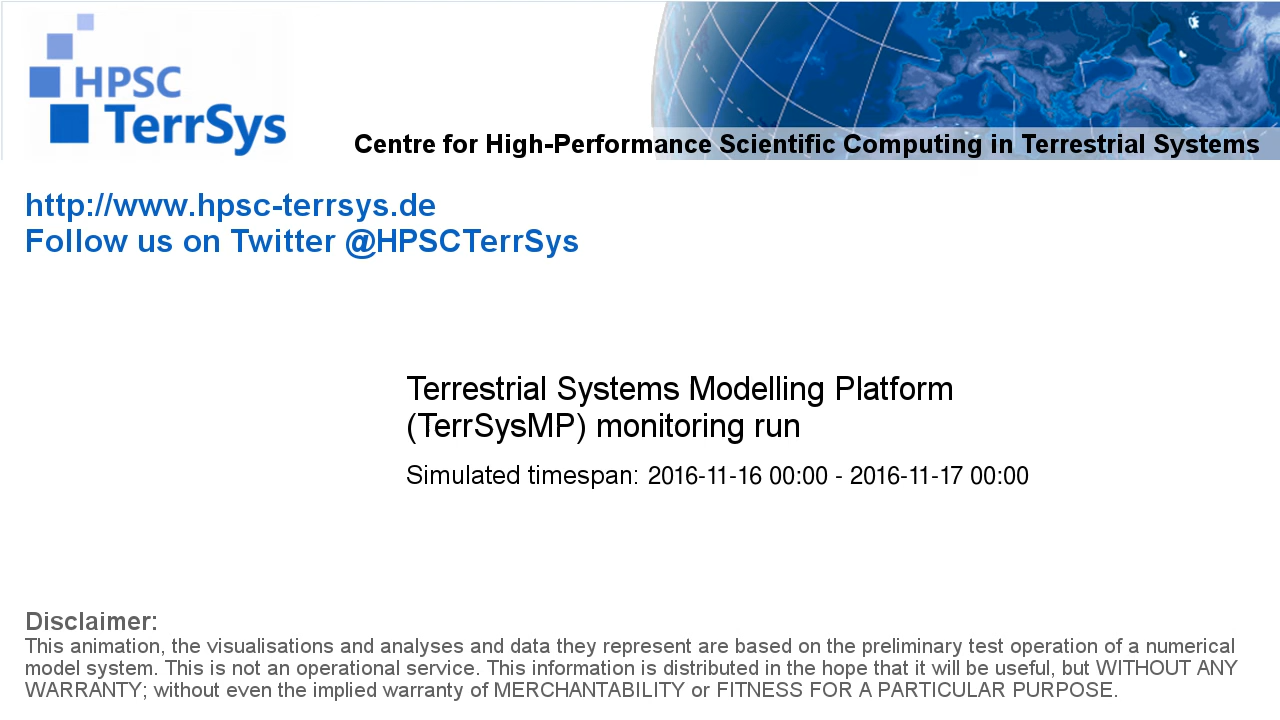 HPSC
TerrSys
Centre for High-Performance Scientific Computing in Terrestrial Systems
http://www.hpsc-terrsys.de
Follow us on Twitter @HPSCTerrSys
Terrestrial Systems Modelling Platform
(TerrSysMP) monitoring run
Simulated timespan: 2016-11-16 00:00 - 2016-11-17 00:00
Disclaimer:
This animation, the visualisations and analyses and data they represent are based on the preliminary test operation of a numerical
model system. This is not an operational service. This information is distributed in the hope that it will be useful, but WITHOUT ANY
WARRANTY; without even the implied warranty of MERCHANTABILITY or FITNESS FOR A PARTICULAR PURPOSE.